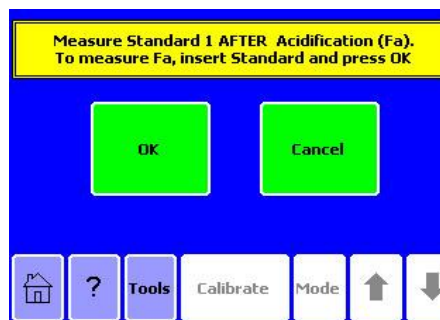 Measure Standard 1 AFTER Acidification (Fa).
To measure Fa, insert Standard and press OK
OK
Cancel
?
Tools
Calibrate
Mode